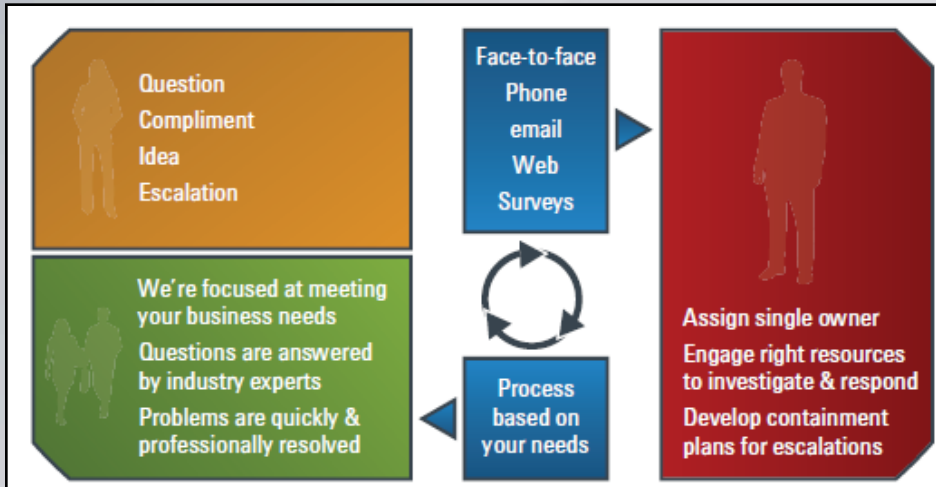 Question
Compliment
Idea
Escalation
Face-to-face
Phone
email
Web
Surveys
Assign single owner
Engage right resources
to investigate & respond
Develop containment
plans for escalations
Process
based on
your needs
We're focused at meeting
your business needs
Questions are answered
by industry experts
Problems are quickly &
professionally resolved